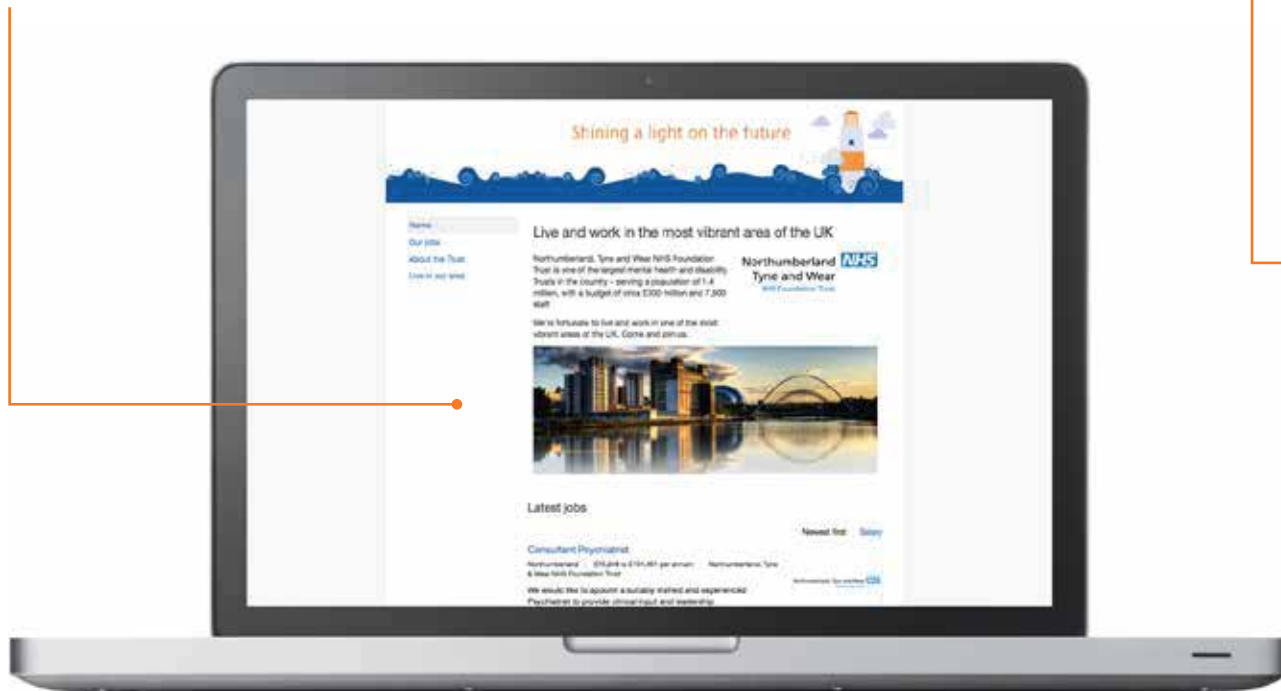 Shining a light on the future
Home
Our jobs
About the Trust
Live in our area
Live and work in the most vibrant area of the UK
Northumberland, Tyne and Wear NHS Foundation
Trust is one of the largest mental health and disability
Trusts in the country - serving a population of 1.4
million, with a budget of circa £300 million and 7,000
staff
We're fortunate to live and work in one of the most
vibrant areas of the UK. Come and join us.
Northumberland NHS
Tyne and Wear
NHS Foundation Trust
Latest jobs
Newest first Salary
Consultant Psychiatrist
Northumberland per annum Northumberland, Tyne
& Wear NHS Foundation Trust
NHS
We would like to appoint a suitably trained and experienced
Psychiatrist to provide clinical input and leadership